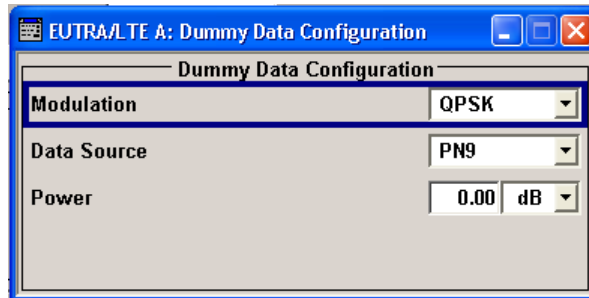 EUTRA/LTE A: Dummy Data Configuration
Dummy Data Configuration
Modulation QPSK
Data Source PN9
Power 0.00 dB